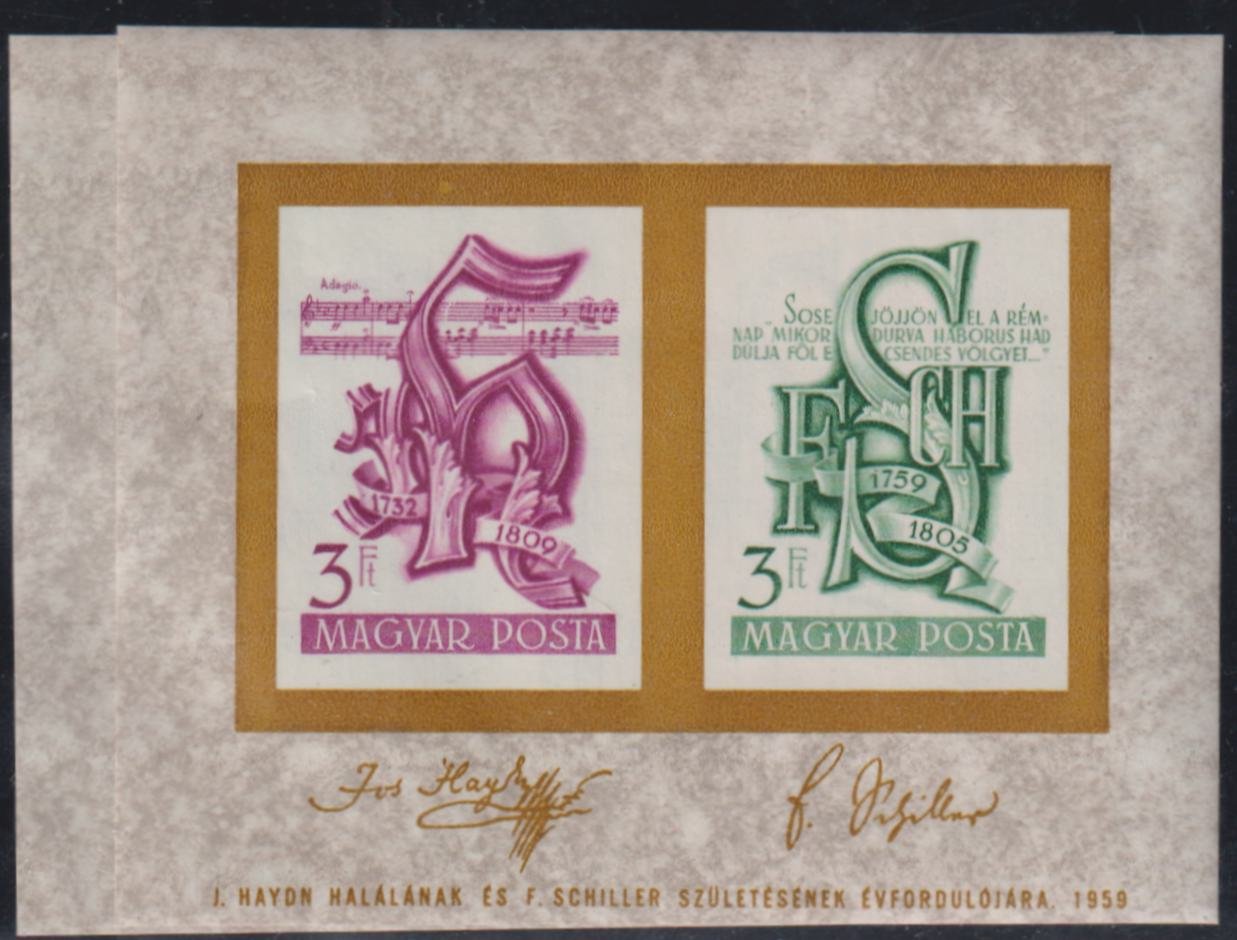 Adagio.
H
1732
1809
3 Ft
MAGYAR POSTA
SOSE JÖJJÖN EL A RÉM-
NAP "MIKOR DURVA HÁBORUS HAD
DÚLJA FÖL E CSENDES VÖLGYET..."
F SCH
1759
1805
3 Ft
MAGYAR POSTA
Jos Haydn
F. Schiller
J. HAYDN HALÁLÁNAK ÉS F. SCHILLER SZÜLETÉSÉNEK ÉVFORDULÓJÁRA. 1959